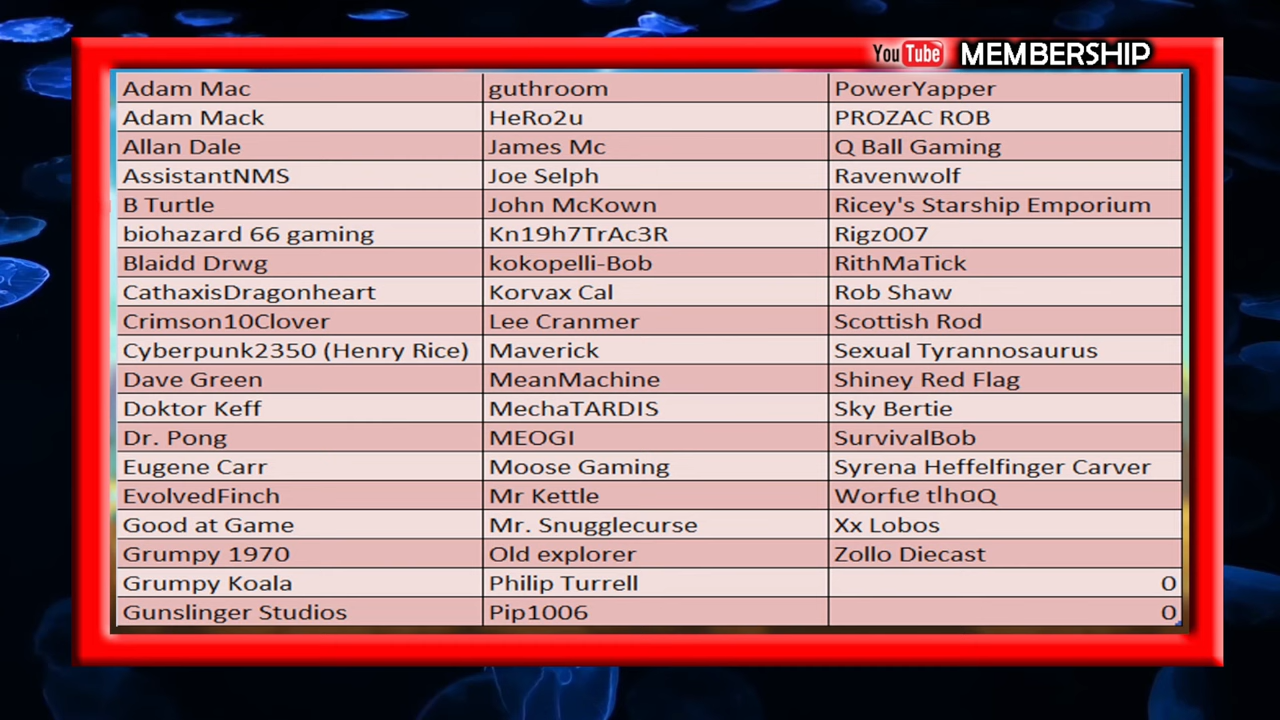 YouTube MEMBERSHIP
Adam Mac guthroom PowerYapper
Adam Mack HeRo2u PROZAC ROB
Allan Dale James Mc Q Ball Gaming
AssistantNMS Joe Selph Ravenwolf
B Turtle John McKown Ricey's Starship Emporium
biohazard 66 gaming Kn19h7TrAc3R Rigz007
Blaidd Drwg kokopelli-Bob RithMaTick
CathaxisDragonheart Korvax Cal Rob Shaw
Crimson10Clover Lee Cranmer Scottish Rod
Cyberpunk2350 (Henry Rice) Maverick Sexual Tyrannosaurus
Dave Green MeanMachine Shiney Red Flag
Doktor Keff MechaTARDIS Sky Bertie
Dr. Pong MEOGI SurvivalBob
Eugene Carr Moose Gaming Syrena Heffelfinger Carver
EvolvedFinch Mr Kettle
Good at Game Mr. Snugglecurse Xx Lobos
Grumpy 1970 Old explorer Zollo Diecast
Grumpy Koala Philip Turrell 0
Gunslinger Studios Pip1006 0